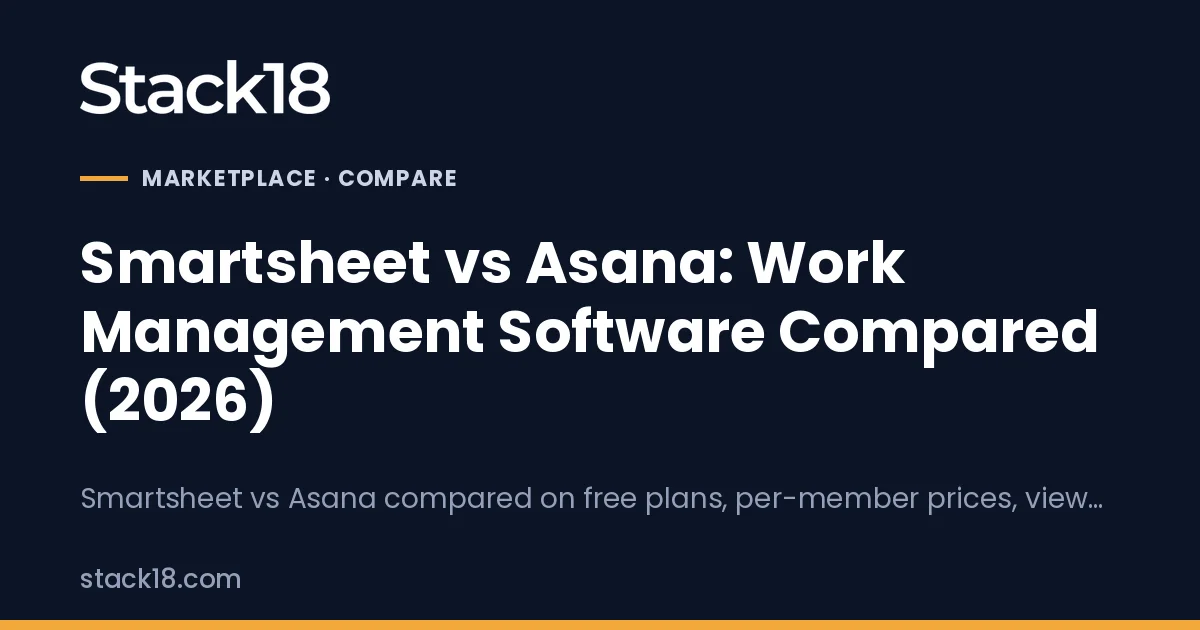 Stack18
MARKETPLACE · COMPARE
Smartsheet vs Asana: Work
Management Software Compared
(2026)
Smartsheet vs Asana compared on free plans, per-member prices, view...
stack18.com